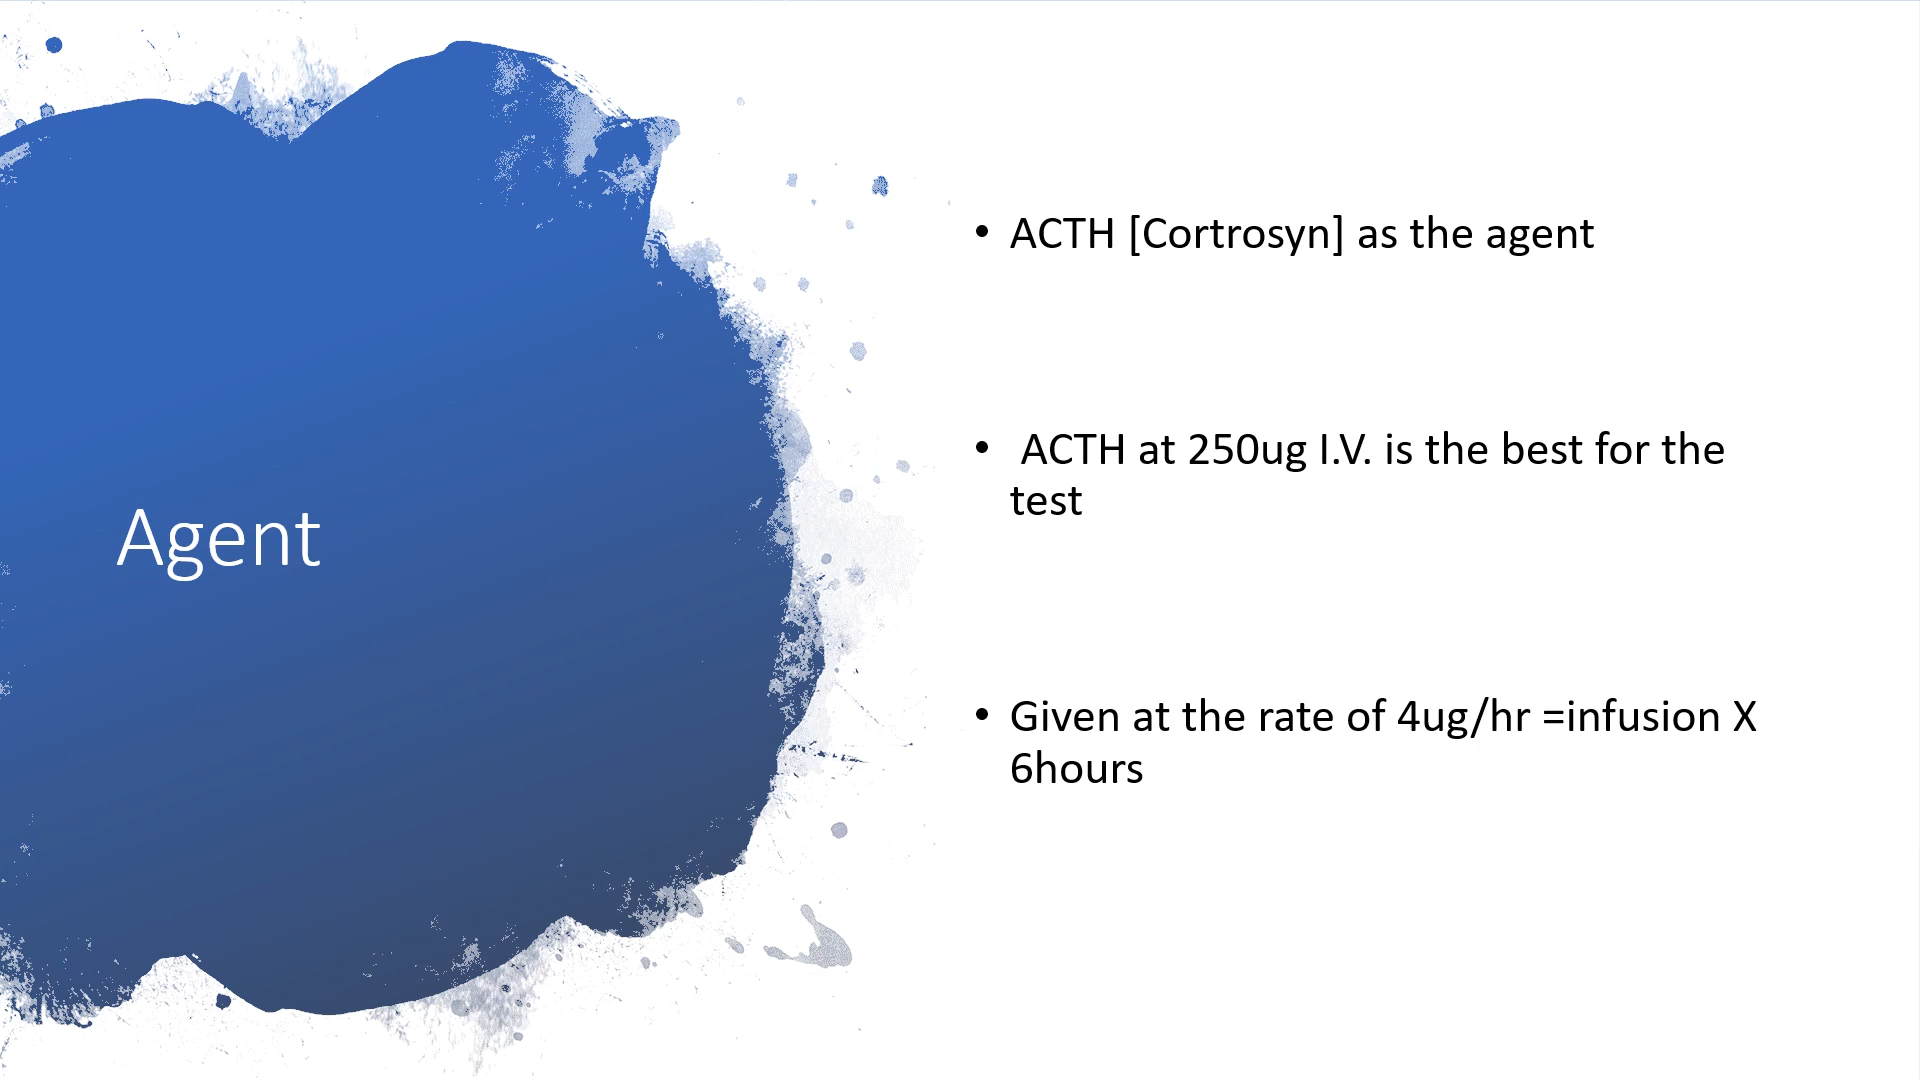 Agent
• ACTH [Cortrosyn] as the agent
• ACTH at 250ug I.V. is the best for the
test
• Given at the rate of 4ug/hr =infusion X
6hours